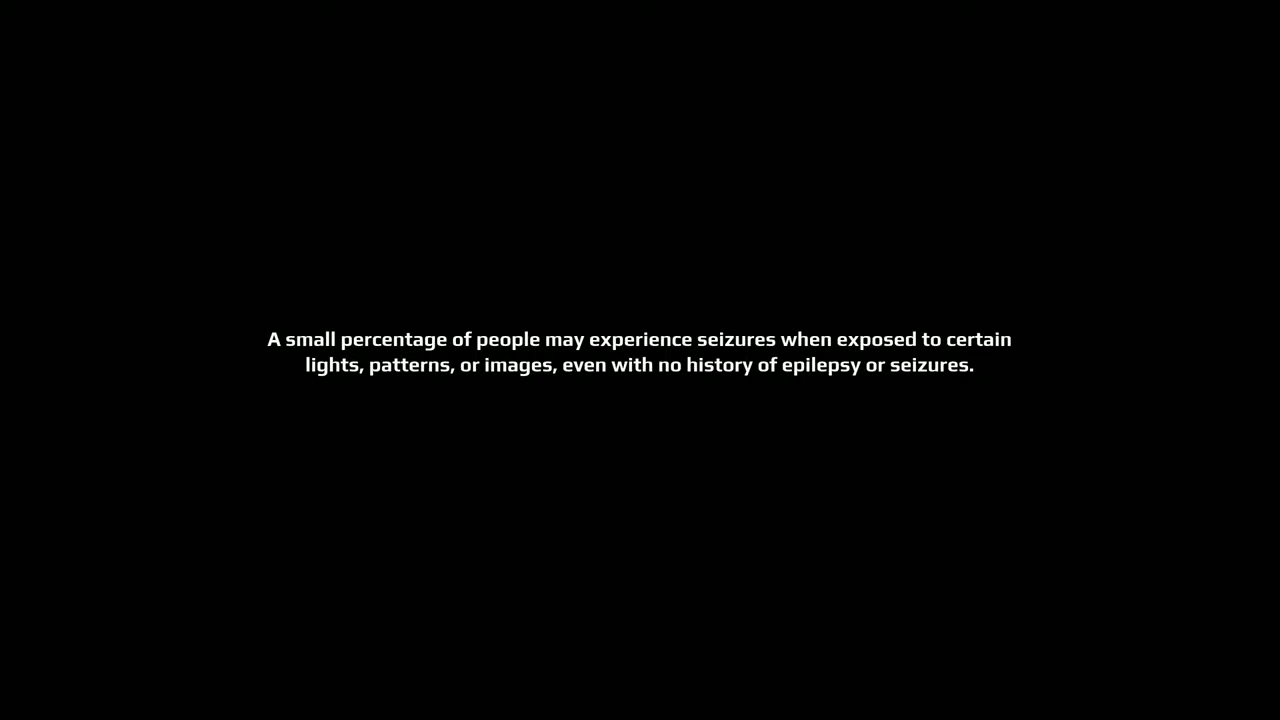 A small percentage of people may experience seizures when exposed to certain
lights, patterns, or images, even with no history of epilepsy or seizures.